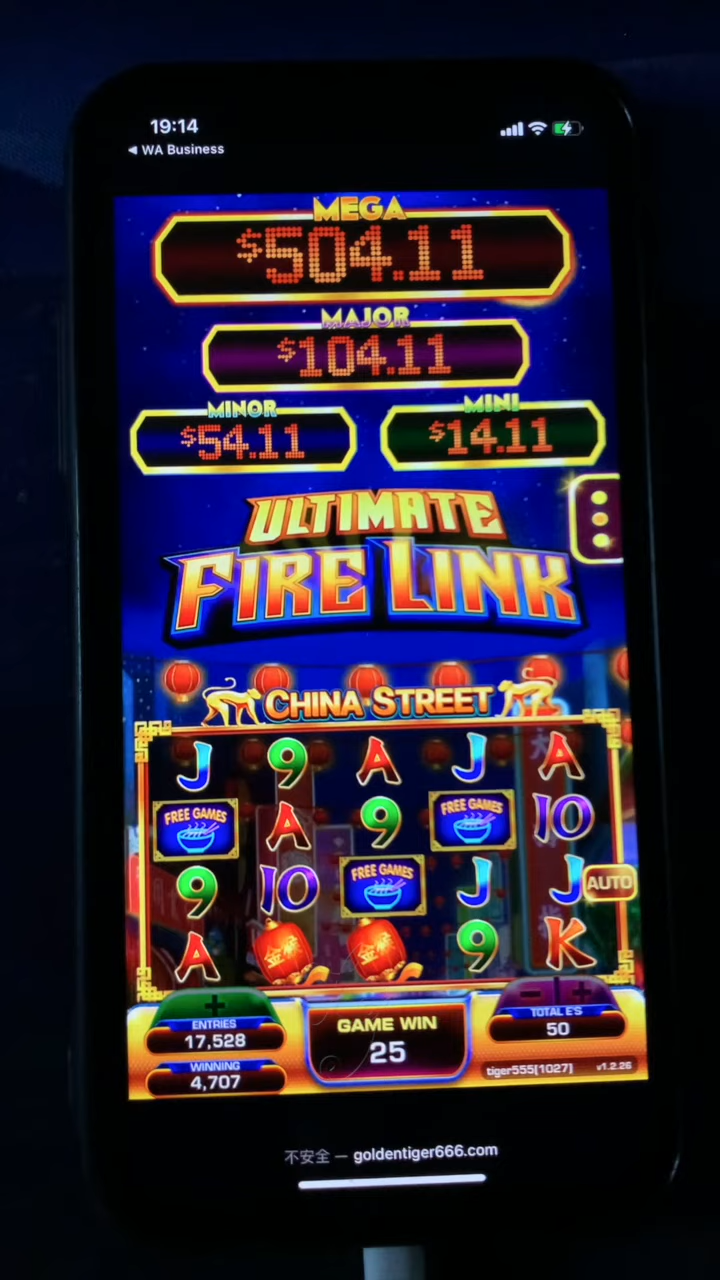 19:14
◀ WA Business
MEGA
$504.11
MAJOR
$104.11
MINOR
MINI
$54.11
$14.11
ULTIMATE
FIRE LINK
CHINA STREET
J 9 A J A
FREE GAMES A 9 FREE GAMES 10
9 10 FREE GAMES J J
AUTO
A 9 K
ENTRIES
17,528
WINNING
4,707
GAME WIN
25
TOTAL E'S
50
tiger555[1027]
v1.2.26
不安全 — goldentiger666.com